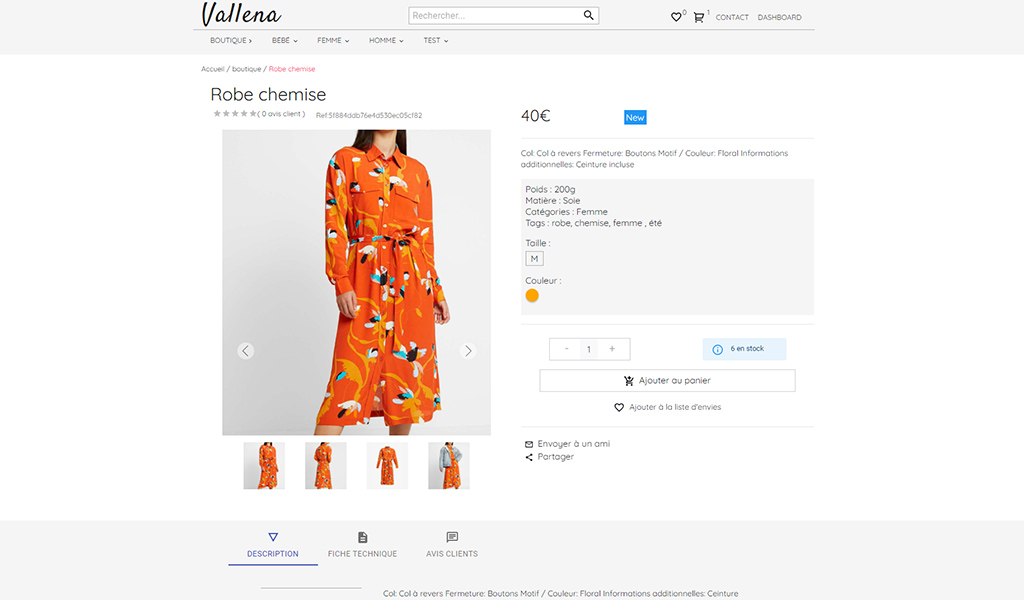 Vallena
Rechercher...
0
1
CONTACT
DASHBOARD
BOUTIQUE
BÉBÉ
FEMME
HOMME
TEST
Accueil / boutique / Robe chemise
Robe chemise
( 0 avis client )
Ref:5f884ddb76e4d530ec05cf82
40€
New
Col: Col à revers Fermeture: Boutons Motif / Couleur: Floral Informations
additionnelles: Ceinture incluse
Poids : 200g
Matière : Soie
Catégories : Femme
Tags : robe, chemise, femme , été
Taille :
M
Couleur :
- 1 +
6 en stock
Ajouter au panier
Ajouter à la liste d'envies
Envoyer à un ami
Partager
DESCRIPTION
FICHE TECHNIQUE
AVIS CLIENTS
Col: Col à revers Fermeture: Boutons Motif / Couleur: Floral Informations additionnelles: Ceinture